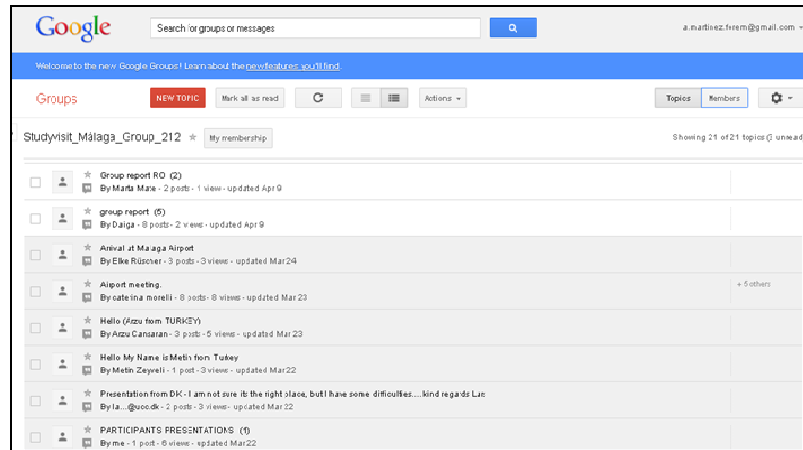 Google
Search for groups or messages
a.martinez.frrem@gmail.com
Welcome to the new Google Groups! Learn about the new features you'll find.
Groups
NEW TOPIC
Mark all as read
Actions
Topics
Members
Studyvisit_Málaga_Group_212
My membership
Showing 21 of 21 topics unread
Group report RO (2)
By Marta Mate - 2 posts - 1 view - updated Apr 9
group report (5)
By Daiga - 8 posts - 2 views - updated Apr 9
Arrival at Malaga Airport
By Elke Rüscher - 3 posts - 3 views - updated Mar 24
Airport meeting.
By caterina morelli - 8 posts - 8 views - updated Mar 23
+ 5 others
Hello (Arzu from TURKEY)
By Arzu Cansaran - 3 posts - 5 views - updated Mar 23
Hello My Name is Metin from Turkey
By Metin Zeyveli - 1 post - 3 views - updated Mar 22
Presentation from DK - I am not sure its the right place, but I have some difficulties.... kind regards
By la...@ucc.dk - 2 posts - 3 views - updated Mar 22
PARTICIPANTS PRESENTATIONS (1)
By me - 1 post - 6 views - updated Mar 22